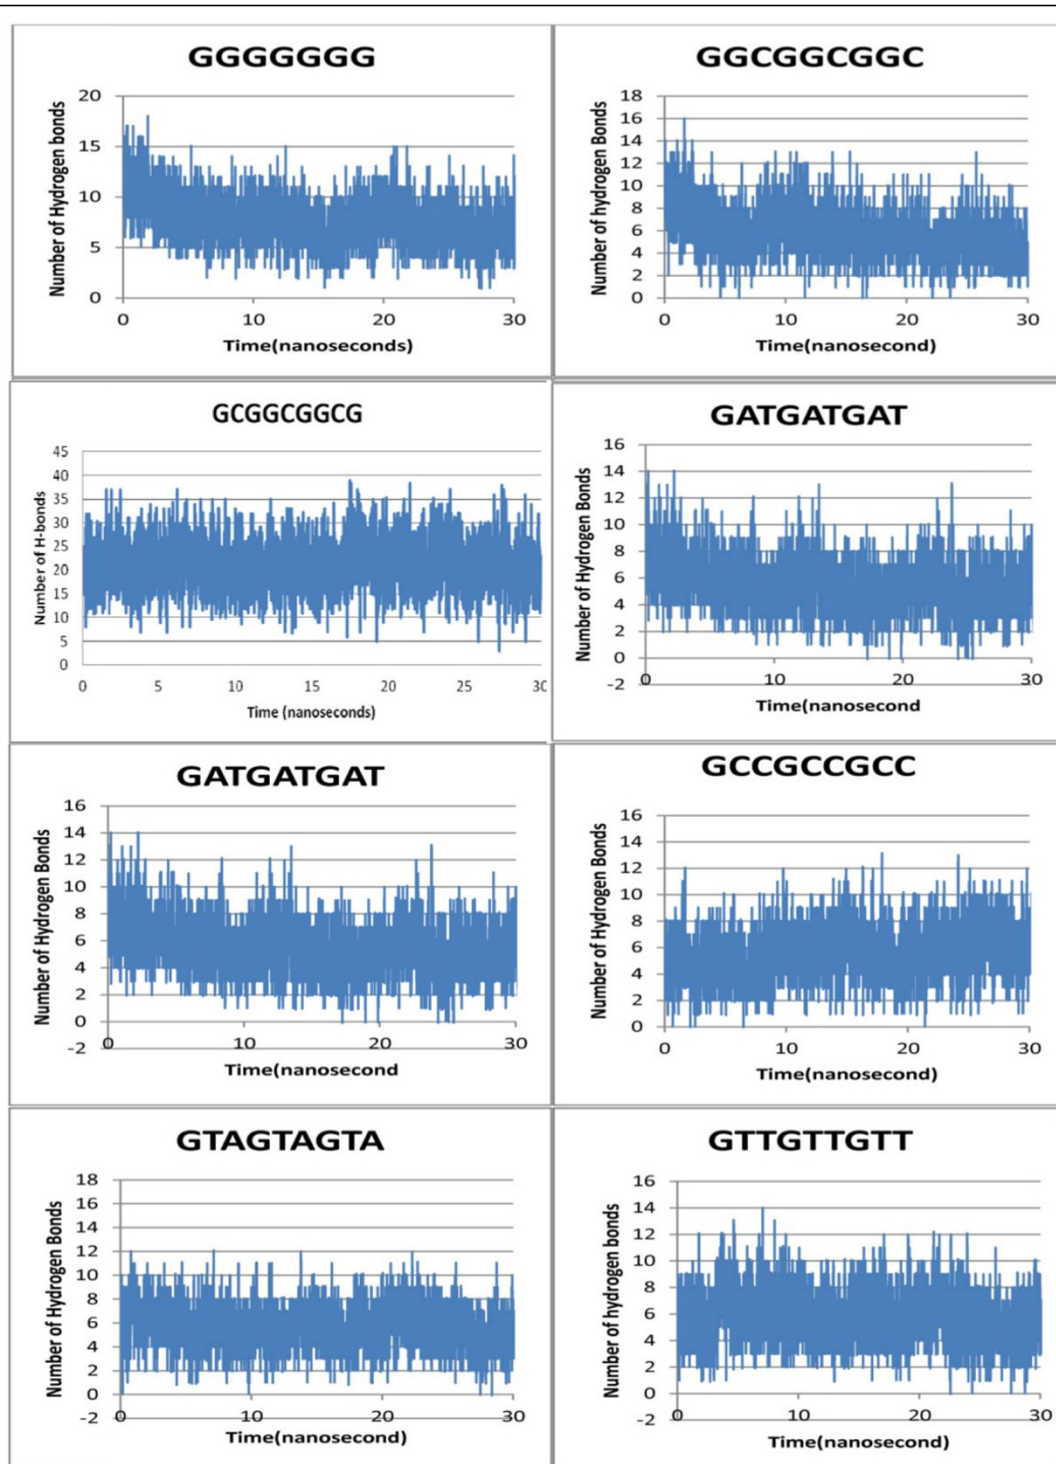 GGGGGGG
Number of Hydrogen bonds
20
15
10
5
0
0 10 20 30
Time(nanoseconds)
GGCGGCGGC
Number of hydrogen Bonds
18
16
14
12
10
8
6
4
2
0
0 10 20 30
Time(nanosecond)
GCGGCGGCG
Number of H-bonds
45
40
35
30
25
20
15
10
5
0
0 5 10 15 20 25 30
Time (nanoseconds)
GATGATGAT
Number of Hydrogen Bonds
16
14
12
10
8
6
4
2
0
-2
0 10 20 30
Time(nanosecond
GATGATGAT
Number of Hydrogen Bonds
16
14
12
10
8
6
4
2
0
-2
0 10 20 30
Time(nanosecond
GCCGCCGCC
Number of Hydrogen Bonds
16
14
12
10
8
6
4
2
0
0 10 20 30
Time(nanosecond)
GTAGTAGTA
Number of Hydrogen Bonds
18
16
14
12
10
8
6
4
2
0
-2
0 10 20 30
Time(nanosecond)
GTTGTTGTT
Number of hydrogen bonds
16
14
12
10
8
6
4
2
0
-2
0 10 20 30
Time(nanosecond)